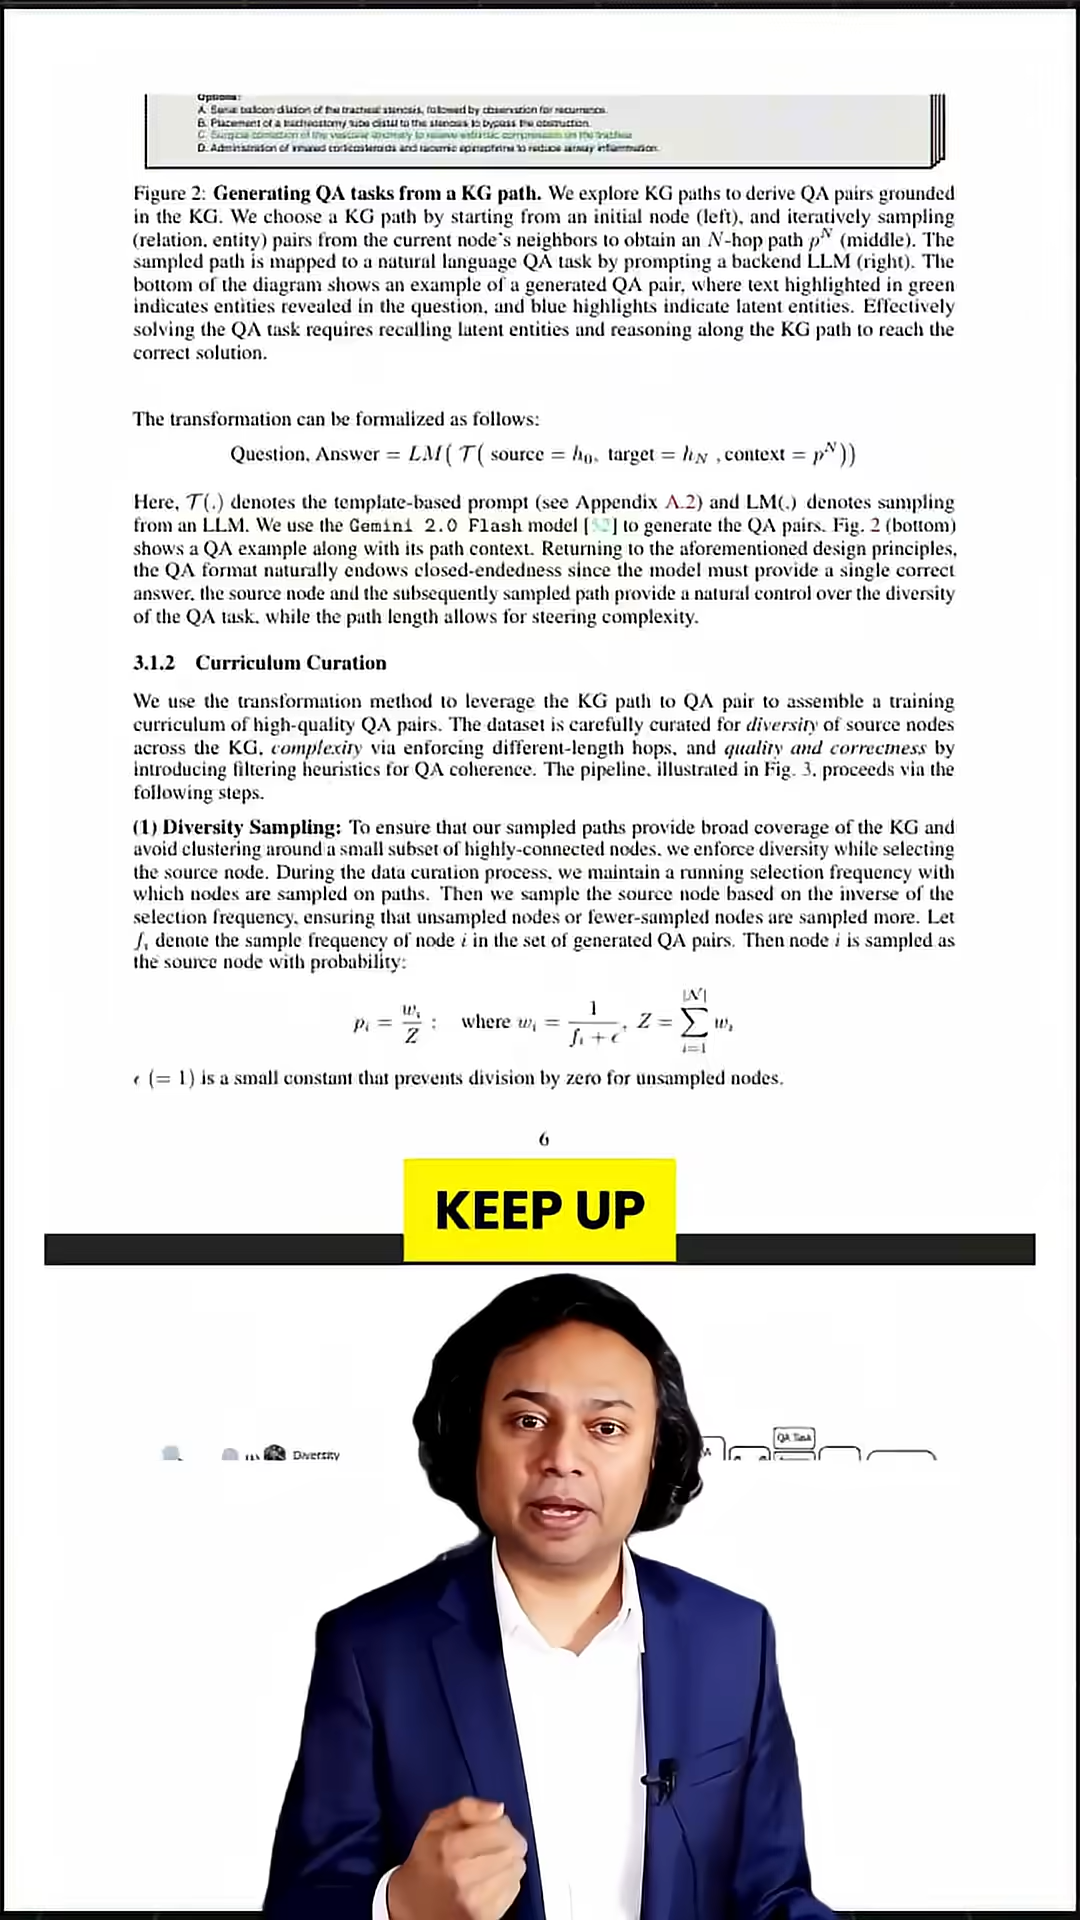 Options:
A. Serial balloon dilation of the tracheal stenosis, followed by observation for recurrence.
B. Placement of a tracheostomy tube distal to the stenosis to bypass the obstruction.
C. Surgical correction of the vascular anomaly to relieve extrinsic compression on the trachea
D. Administration of inhaled corticosteroids and racemic epinephrine to reduce airway inflammation.
Figure 2: Generating QA tasks from a KG path. We explore KG paths to derive QA pairs grounded
in the KG. We choose a KG path by starting from an initial node (left), and iteratively sampling
(relation, entity) pairs from the current node's neighbors to obtain an N-hop path p^N (middle). The
sampled path is mapped to a natural language QA task by prompting a backend LLM (right). The
bottom of the diagram shows an example of a generated QA pair, where text highlighted in green
indicates entities revealed in the question, and blue highlights indicate latent entities. Effectively
solving the QA task requires recalling latent entities and reasoning along the KG path to reach the
correct solution.
The transformation can be formalized as follows:
Question, Answer = LM( T( source = h_0, target = h_N , context = p^N))
Here, T(.) denotes the template-based prompt (see Appendix A.2) and LM(.) denotes sampling
from an LLM. We use the Gemini 2.0 Flash model [52] to generate the QA pairs. Fig. 2 (bottom)
shows a QA example along with its path context. Returning to the aforementioned design principles,
the QA format naturally endows closed-endedness since the model must provide a single correct
answer, the source node and the subsequently sampled path provide a natural control over the diversity
of the QA task, while the path length allows for steering complexity.
3.1.2 Curriculum Curation
We use the transformation method to leverage the KG path to QA pair to assemble a training
curriculum of high-quality QA pairs. The dataset is carefully curated for diversity of source nodes
across the KG, complexity via enforcing different-length hops, and quality and correctness by
introducing filtering heuristics for QA coherence. The pipeline, illustrated in Fig. 3, proceeds via the
following steps.
(1) Diversity Sampling: To ensure that our sampled paths provide broad coverage of the KG and
avoid clustering around a small subset of highly-connected nodes, we enforce diversity while selecting
the source node. During the data curation process, we maintain a running selection frequency with
which nodes are sampled on paths. Then we sample the source node based on the inverse of the
selection frequency, ensuring that unsampled nodes or fewer-sampled nodes are sampled more. Let
f_i denote the sample frequency of node i in the set of generated QA pairs. Then node i is sampled as
the source node with probability:
p_i = w_i / Z ; where w_i = 1 / (f_i + ϵ), Z = ∑_{i=1}^{|N|} w_i
ϵ (= 1) is a small constant that prevents division by zero for unsampled nodes.
6
KEEP UP
Diversity
QA Task